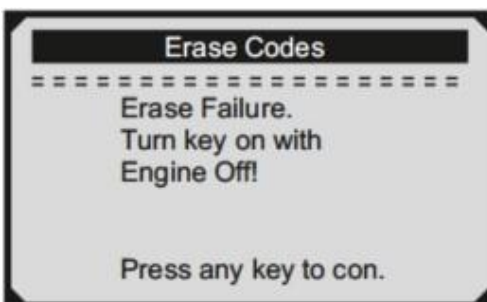 Erase Codes
= = = = = = = = = = = = = = = = = = = =
Erase Failure.
Turn key on with
Engine Off!
Press any key to con.